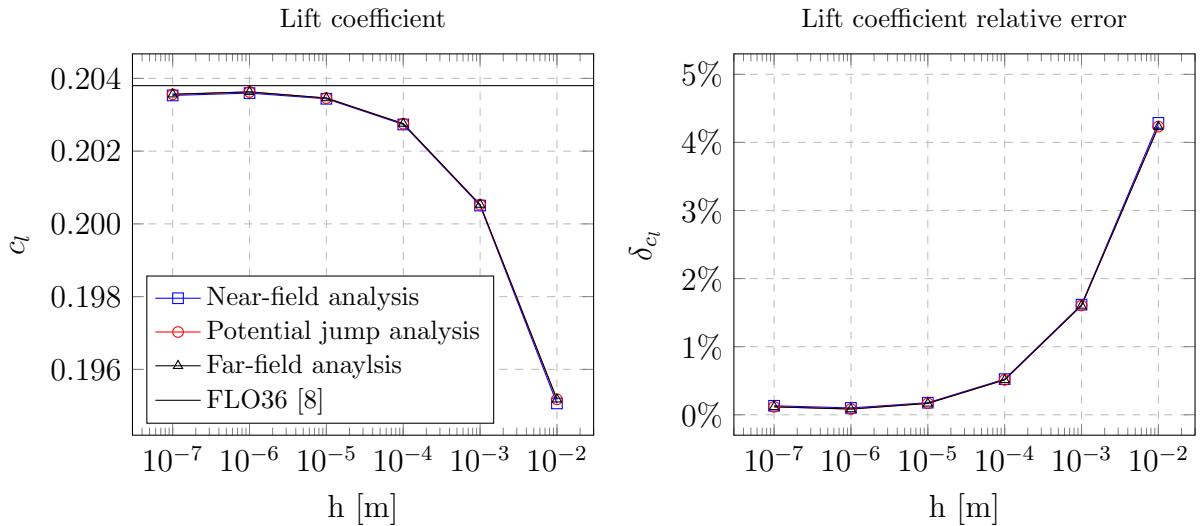 Lift coefficient
0.204
0.202
0.200
0.198
0.196
c_l
Near-field analysis
Potential jump analysis
Far-field anaylsis
FLO36 [8]
10^−7 10^−6 10^−5 10^−4 10^−3 10^−2
h [m]
Lift coefficient relative error
5%
4%
3%
2%
1%
0%
δ_{c_l}
10^−7 10^−6 10^−5 10^−4 10^−3 10^−2
h [m]